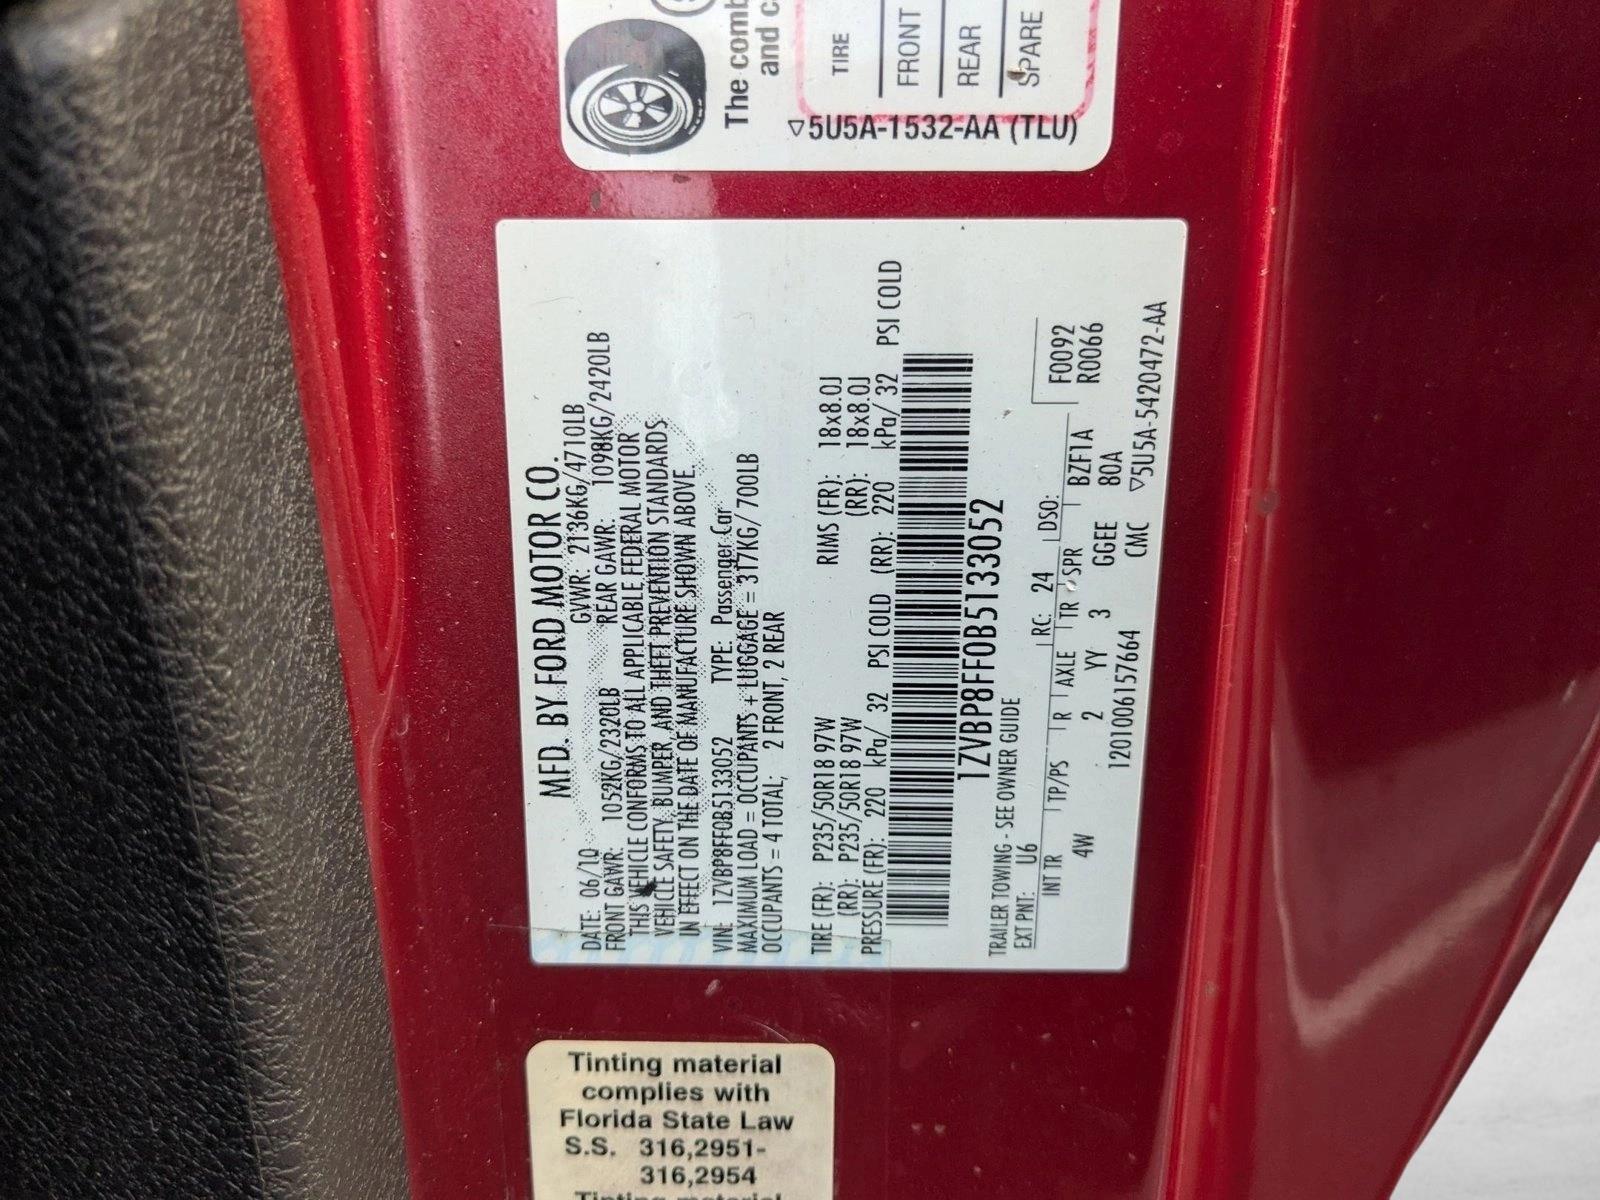 The comb
and c
TIRE
FRONT
REAR
SPARE
5U5A-1532-AA (TLU)
MFD. BY FORD MOTOR CO.
DATE: 06/10 GVWR: 2136KG/4710LB
FRONT GAWR: 1052KG/2320LB REAR GAWR: 1098KG/2420LB
THIS VEHICLE CONFORMS TO ALL APPLICABLE FEDERAL MOTOR
VEHICLE SAFETY, BUMPER, AND THEFT PREVENTION STANDARDS
IN EFFECT ON THE DATE OF MANUFACTURE SHOWN ABOVE.
VIN: 1ZVBP8FF0B5133052 TYPE: Passenger Car
MAXIMUM LOAD = OCCUPANTS + LUGGAGE = 317KG/700LB
OCCUPANTS = 4 TOTAL, 2 FRONT, 2 REAR
TIRE (FR): P235/50R18 97W RIMS (FR): 18x8.0J
(RR): P235/50R18 97W (RR): 18x8.0J
PRESSURE (FR): 220 kPa/ 32 PSI COLD (RR): 220 kPa/ 32 PSI COLD
1ZVBP8FF0B5133052
TRAILER TOWING - SEE OWNER GUIDE
EXT PNT: U6 RC: 24 DSO: F0092
INT TR TP/PS R AXLE TR SPR R0066
4W 2 YY 3 GGEE BZF1A
1201006157664 CMC 80A
5U5A-5420472-AA
Tinting material
complies with
Florida State Law
S.S. 316,2951-
316,2954
Tinting material